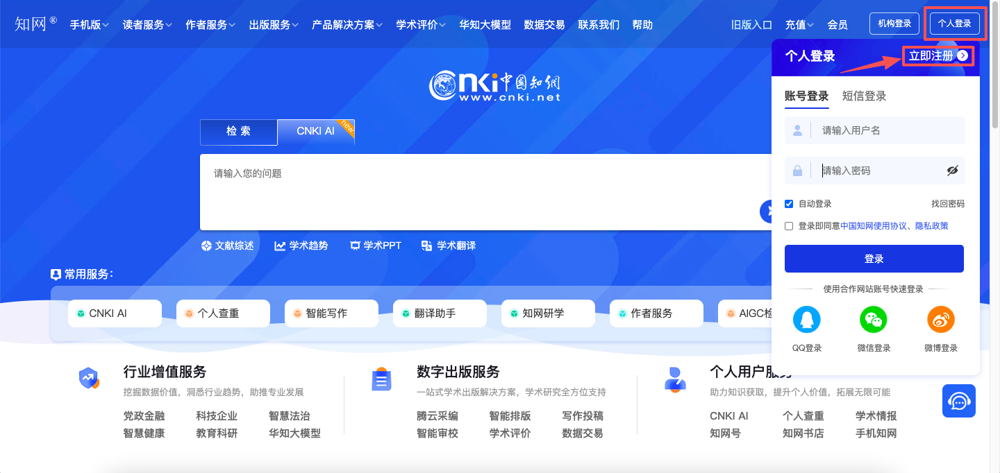 知网®
手机版 读者服务 作者服务 出版服务 产品解决方案 学术评价 华知大模型 数据交易 联系我们 帮助 旧版入口 充值 会员 机构登录 个人登录
个人登录 立即注册
cnki中国知网
www.cnki.net
账号登录 短信登录
检索 CNKI AI new
请输入用户名
请输入您的问题
请输入密码
自动登录 找回密码
登录即同意中国知网使用协议、隐私政策
文献综述 学术趋势 学术PPT 学术翻译
登录
常用服务:
使用合作网站账号快速登录
CNKI AI 个人查重 智能写作 翻译助手 知网研学 作者服务 AIGC检
QQ登录 微信登录 微博登录
行业增值服务 数字出版服务 个人用户服务
挖掘数据价值，洞悉行业趋势，助推专业发展 一站式学术出版解决方案，学术研究全方位支持 助力知识获取，提升个人价值，拓展无限可能
党政金融 科技企业 智慧法治 腾云采编 智能排版 写作投稿 CNKI AI 个人查重 学术情报
智慧健康 教育科研 华知大模型 智能审校 学术评价 数据交易 知网号 知网书店 手机知网